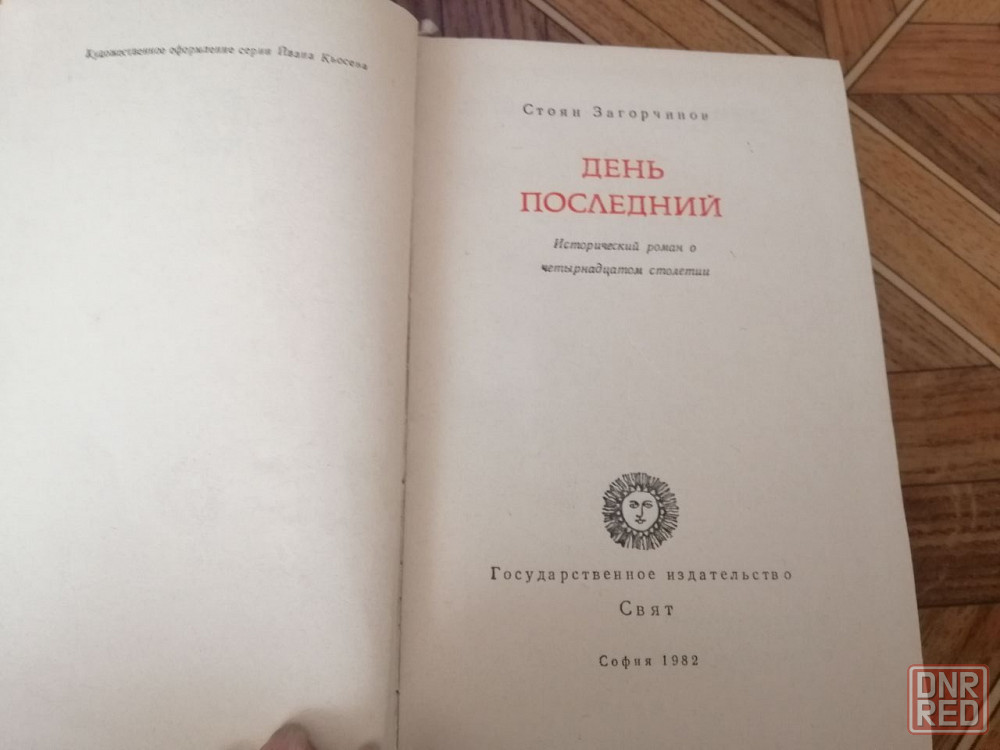 Художественное оформление серии Ивана Кьосева
Стоян Загорчинов
ДЕНЬ
ПОСЛЕДНИЙ
Исторический роман о
четырнадцатом столетии
Государственное издательство
Свят
София 1982
DNR
RED